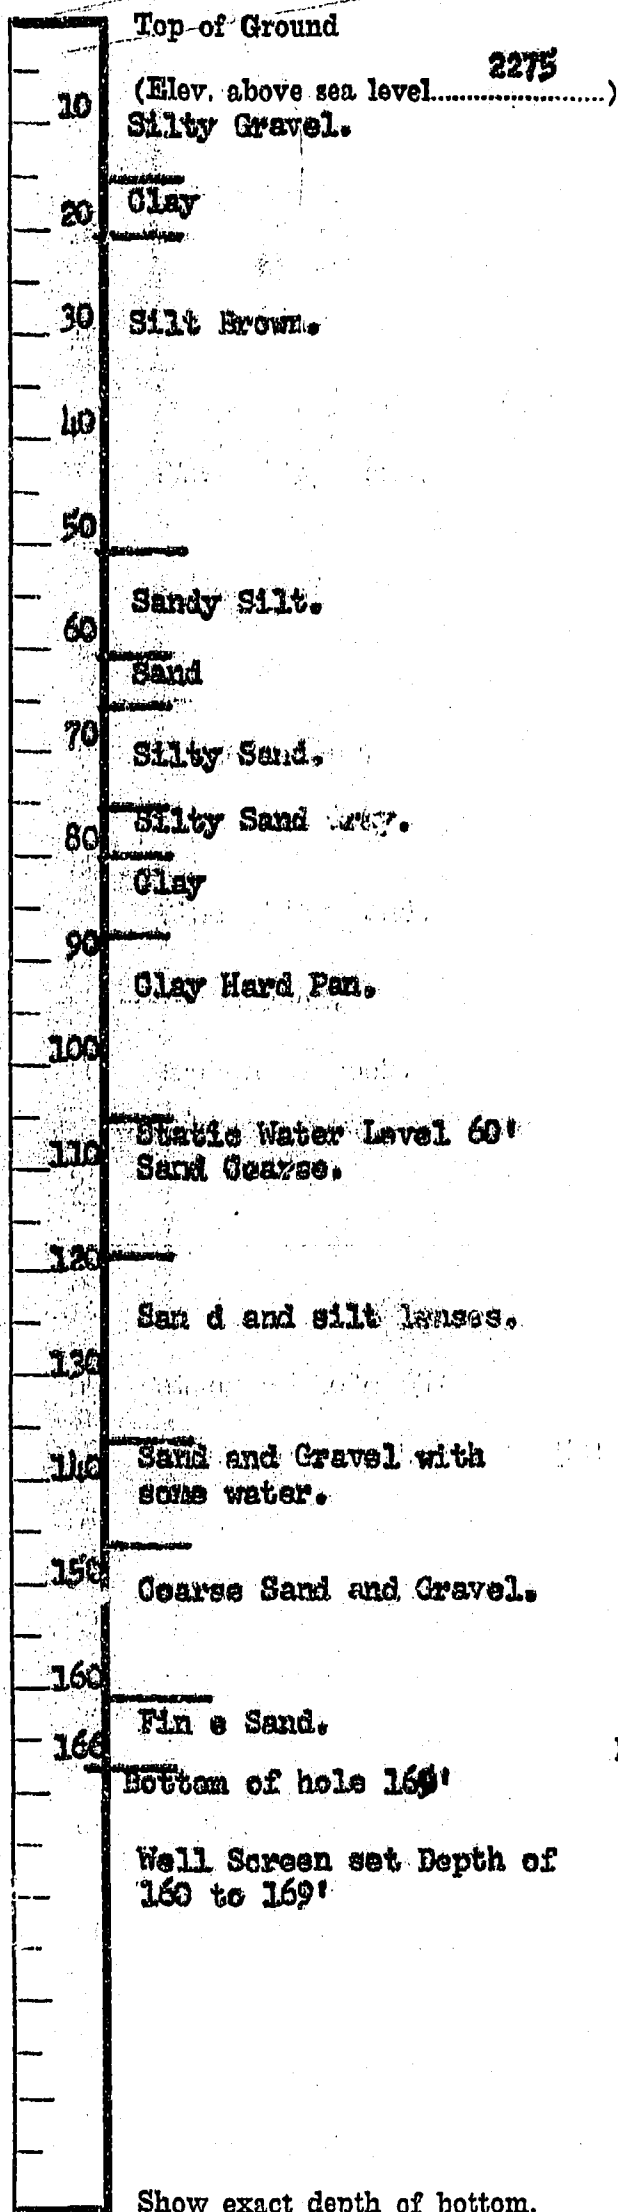 Top of Ground
2275
(Elev. above sea level........................)
10
Silty Gravel.
Clay
20
30
Silt Brown.
40
50
Sandy Silt.
60
Sand
70
Silty Sand.
Silty Sand Gray.
80
Clay
90
Clay Hard Pan.
100
Static Water Level 60'
110
Sand Coarse.
120
San d and silt lenses.
130
Sand and Gravel with
140
some water.
150
Coarse Sand and Gravel.
160
Fin e Sand.
166
Bottom of hole
Well Screen set Depth of
160 to 169'
Show exact depth of bottom.